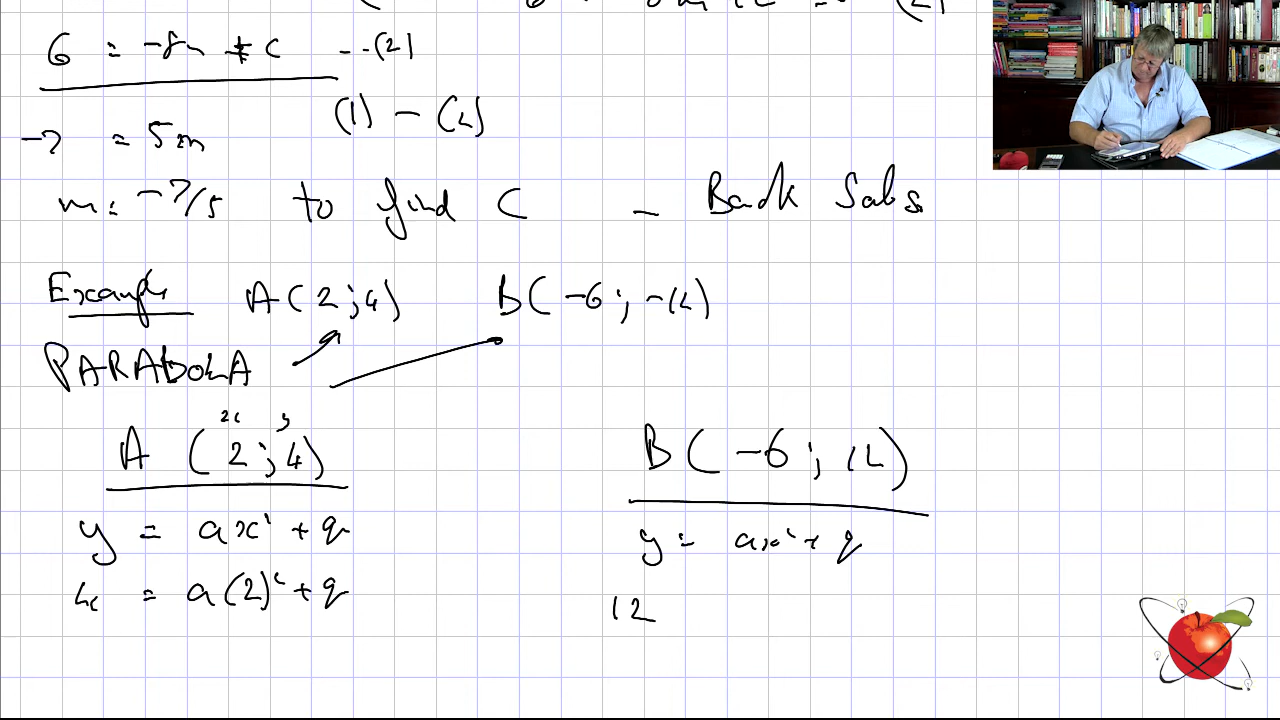 6 = -8m + c --(2)
-7 = 5m (1) - (2)
m = -7/5 to find C - Back Subs
Example A(2;4) B(-6;-12)
PARABOLA
x y
A (2;4) B(-6;12)
y = ax² + q y = ax² + q
4 = a(2)² + q 12